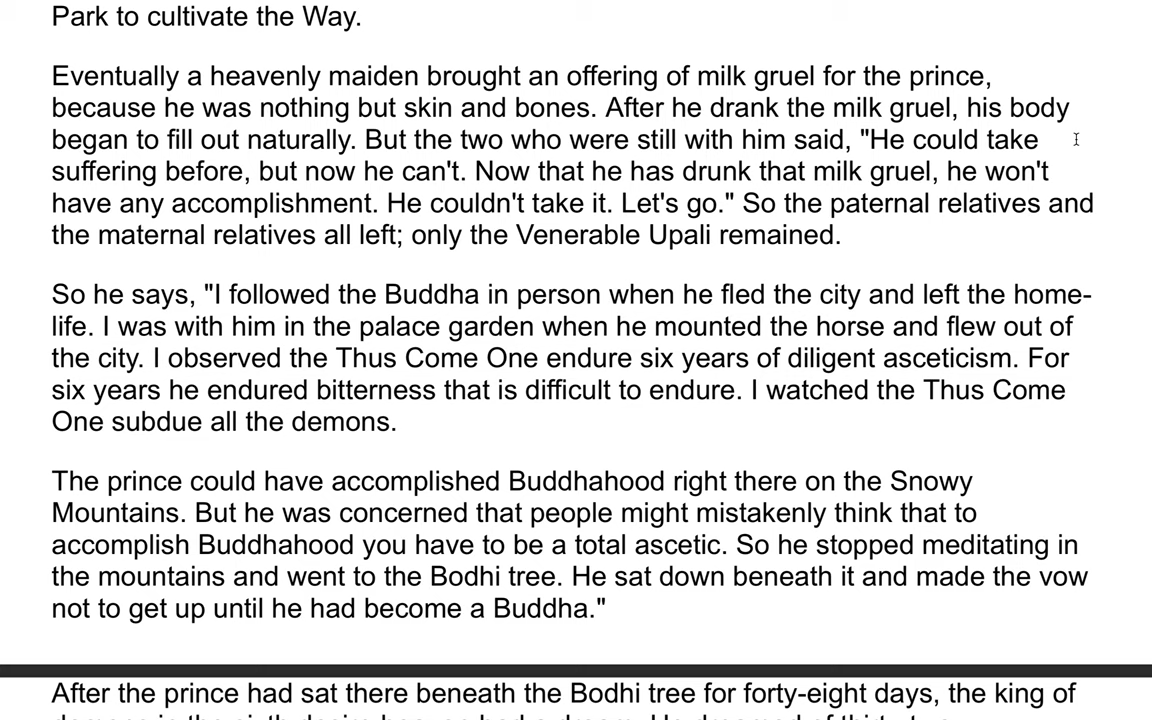 Park to cultivate the Way.
Eventually a heavenly maiden brought an offering of milk gruel for the prince,
because he was nothing but skin and bones. After he drank the milk gruel, his body
began to fill out naturally. But the two who were still with him said, "He could take
suffering before, but now he can't. Now that he has drunk that milk gruel, he won't
have any accomplishment. He couldn't take it. Let's go." So the paternal relatives and
the maternal relatives all left; only the Venerable Upali remained.
So he says, "I followed the Buddha in person when he fled the city and left the home-
life. I was with him in the palace garden when he mounted the horse and flew out of
the city. I observed the Thus Come One endure six years of diligent asceticism. For
six years he endured bitterness that is difficult to endure. I watched the Thus Come
One subdue all the demons.
The prince could have accomplished Buddhahood right there on the Snowy
Mountains. But he was concerned that people might mistakenly think that to
accomplish Buddhahood you have to be a total ascetic. So he stopped meditating in
the mountains and went to the Bodhi tree. He sat down beneath it and made the vow
not to get up until he had become a Buddha."
After the prince had sat there beneath the Bodhi tree for forty-eight days, the king of